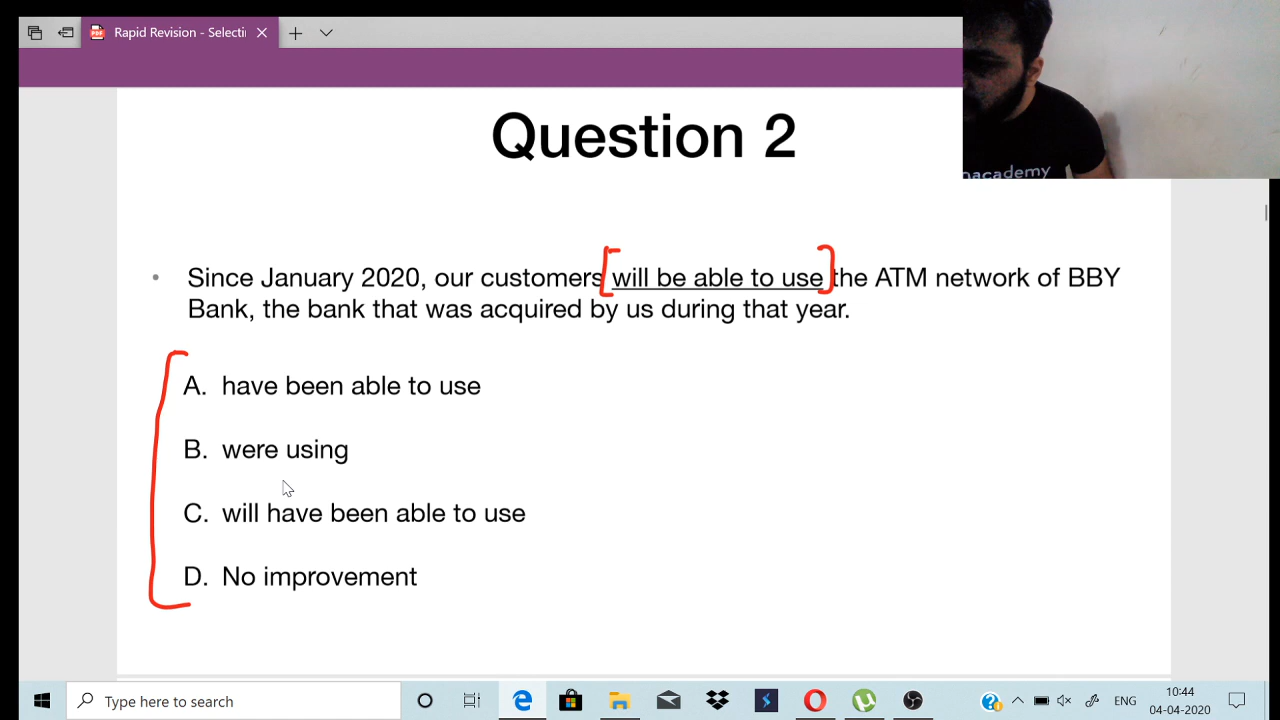 Rapid Revision - Selecti
Question 2
nacademy
Since January 2020, our customers will be able to use the ATM network of BBY
Bank, the bank that was acquired by us during that year.
A. have been able to use
B. were using
C. will have been able to use
D. No improvement
Type here to search
ENG
10:44
04-04-2020